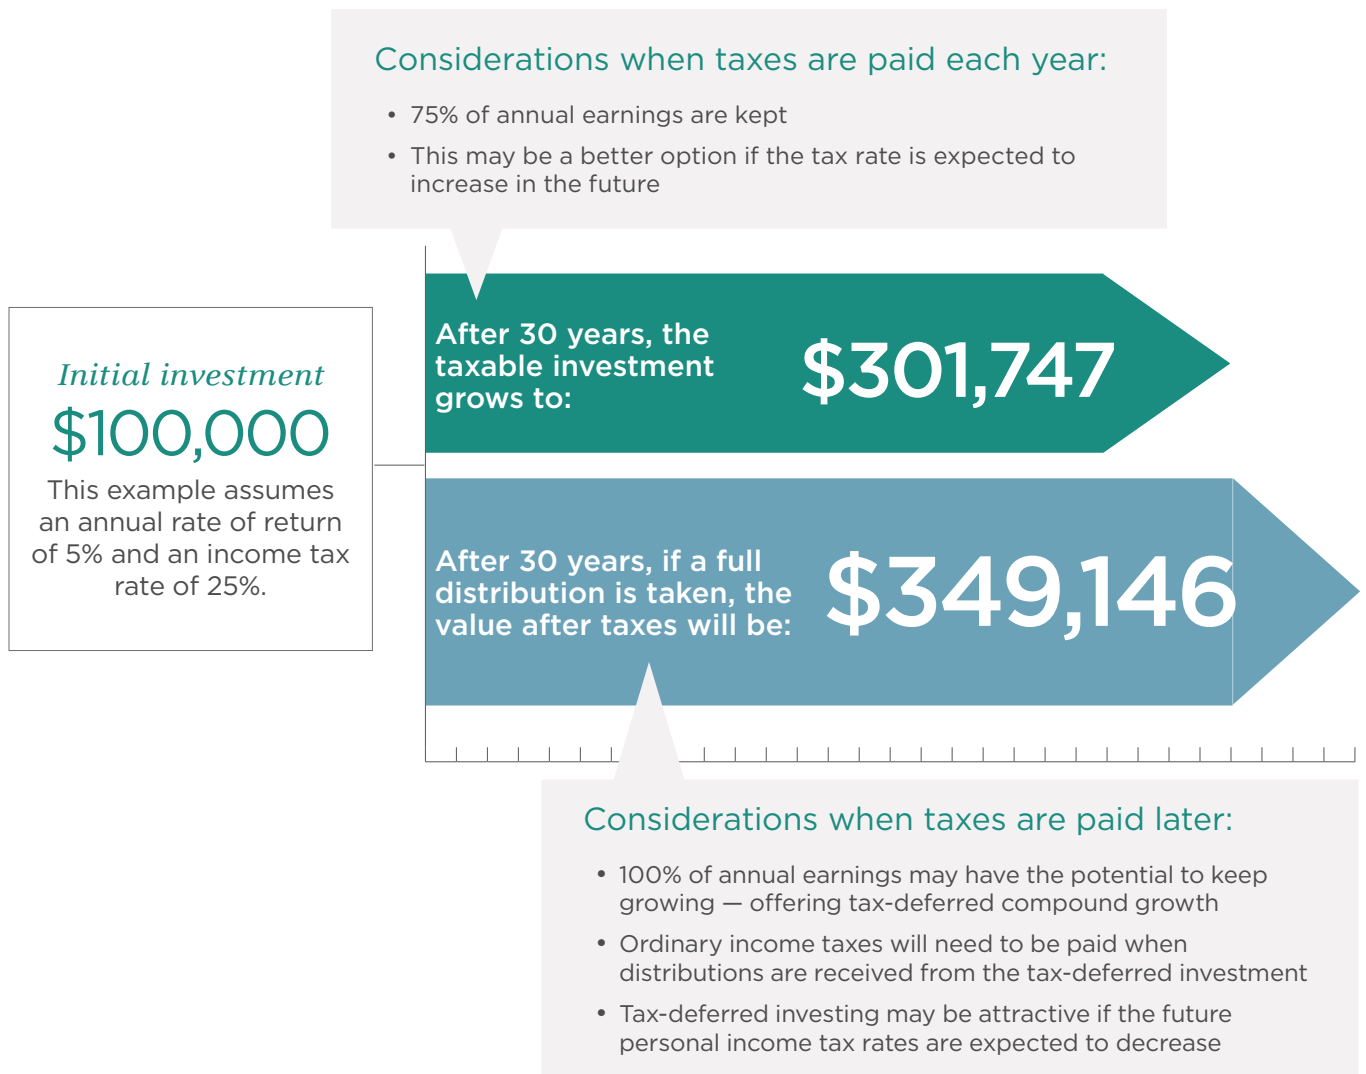 Considerations when taxes are paid each year:
• 75% of annual earnings are kept
• This may be a better option if the tax rate is expected to
increase in the future
Initial investment
$100,000
This example assumes
an annual rate of return
of 5% and an income tax
rate of 25%.
After 30 years, the
taxable investment
grows to:
$301,747
After 30 years, if a full
distribution is taken, the
value after taxes will be:
$349,146
Considerations when taxes are paid later:
• 100% of annual earnings may have the potential to keep
growing — offering tax-deferred compound growth
• Ordinary income taxes will need to be paid when
distributions are received from the tax-deferred investment
• Tax-deferred investing may be attractive if the future
personal income tax rates are expected to decrease